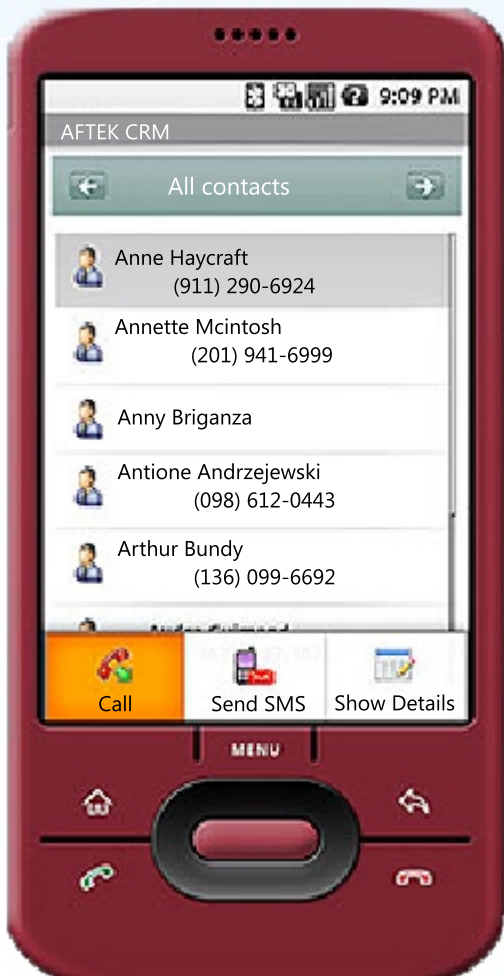 9:09 PM
AFTEK CRM
All contacts
Anne Haycraft
(911) 290-6924
Annette Mcintosh
(201) 941-6999
Anny Briganza
Antione Andrzejewski
(098) 612-0443
Arthur Bundy
(136) 099-6692
Call
Send SMS
Show Details
MENU